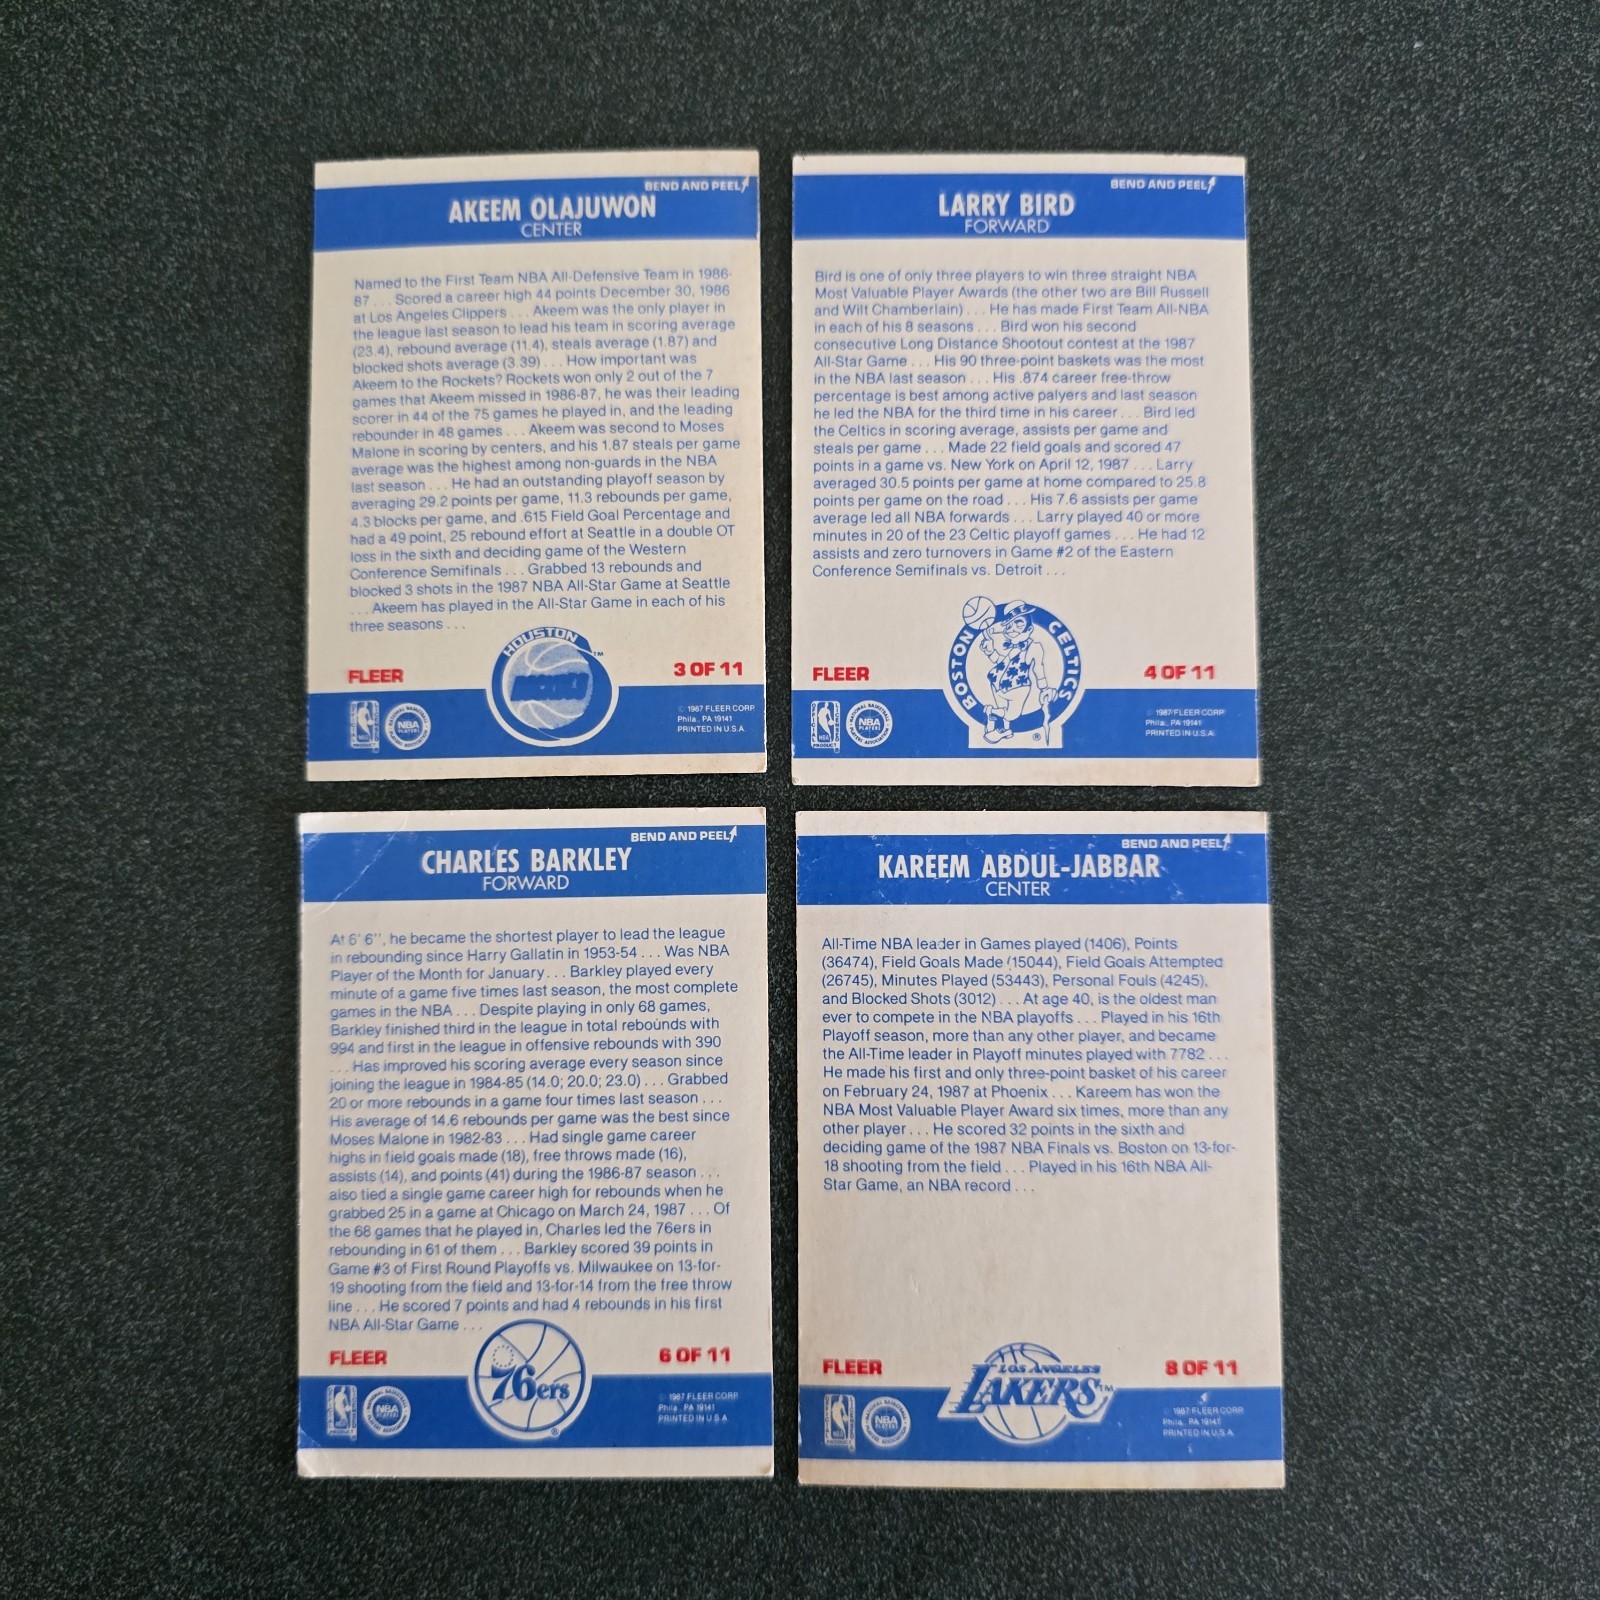 BEND AND PEEL
AKEEM OLAJUWON
CENTER
Named to the First Team NBA All-Defensive Team in 1986-
87 . . . Scored a career high 44 points December 30, 1986
at Los Angeles Clippers . . . Akeem was the only player in
the league last season to lead his team in scoring average
(23.4), rebound average (11.4), steals average (1.87) and
blocked shots average (3.39) . . . How important was
Akeem to the Rockets? Rockets won only 2 out of the 7
games that Akeem missed in 1986-87, he was their leading
scorer in 44 of the 75 games he played in, and the leading
rebounder in 48 games . . . Akeem was second to Moses
Malone in scoring by centers, and his 1.87 steals per game
average was the highest among non-guards in the NBA
last season . . . He had an outstanding playoff season by
averaging 29.2 points per game, 11.3 rebounds per game,
4.3 blocks per game, and .615 Field Goal Percentage and
had a 49 point, 25 rebound effort at Seattle in a double OT
loss in the sixth and deciding game of the Western
Conference Semifinals . . . Grabbed 13 rebounds and
blocked 3 shots in the 1987 NBA All-Star Game at Seattle
. . . Akeem has played in the All-Star Game in each of his
three seasons . . .
HOUSTON
TM
FLEER
3 OF 11
NBA
PLAYERS
© 1987 FLEER CORP.
Phila., PA 19141
PRINTED IN U.S.A.
BEND AND PEEL
LARRY BIRD
FORWARD
Bird is one of only three players to win three straight NBA
Most Valuable Player Awards (the other two are Bill Russell
and Wilt Chamberlain) . . . He has made First Team All-NBA
in each of his 8 seasons . . . Bird won his second
consecutive Long Distance Shootout contest at the 1987
All-Star Game . . . His 90 three-point baskets was the most
in the NBA last season . . . His .874 career free-throw
percentage is best among active palyers and last season
he led the NBA for the third time in his career . . . Bird led
the Celtics in scoring average, assists per game and
steals per game . . . Made 22 field goals and scored 47
points in a game vs. New York on April 12, 1987 . . . Larry
averaged 30.5 points per game at home compared to 25.8
points per game on the road . . . His 7.6 assists per game
average led all NBA forwards . . . Larry played 40 or more
minutes in 20 of the 23 Celtic playoff games . . . He had 12
assists and zero turnovers in Game #2 of the Eastern
Conference Semifinals vs. Detroit . . .
BOSTON CELTICS
®
FLEER
4 OF 11
NBA
PLAYERS
© 1987 FLEER CORP.
Phila., PA 19141
PRINTED IN U.S.A.
BEND AND PEEL
CHARLES BARKLEY
FORWARD
At 6' 6'', he became the shortest player to lead the league
in rebounding since Harry Gallatin in 1953-54 . . . Was NBA
Player of the Month for January . . . Barkley played every
minute of a game five times last season, the most complete
games in the NBA . . . Despite playing in only 68 games,
Barkley finished third in the league in total rebounds with
994 and first in the league in offensive rebounds with 390
. . . Has improved his scoring average every season since
joining the league in 1984-85 (14.0; 20.0; 23.0) . . . Grabbed
20 or more rebounds in a game four times last season . . .
His average of 14.6 rebounds per game was the best since
Moses Malone in 1982-83 . . . Had single game career
highs in field goals made (18), free throws made (16),
assists (14), and points (41) during the 1986-87 season . . .
also tied a single game career high for rebounds when he
grabbed 25 in a game at Chicago on March 24, 1987 . . . Of
the 68 games that he played in, Charles led the 76ers in
rebounding in 61 of them . . . Barkley scored 39 points in
Game #3 of First Round Playoffs vs. Milwaukee on 13-for-
19 shooting from the field and 13-for-14 from the free throw
line . . . He scored 7 points and had 4 rebounds in his first
NBA All-Star Game . . .
76ers
®
FLEER
6 OF 11
NBA
PLAYERS
© 1987 FLEER CORP.
Phila., PA 19141
PRINTED IN U.S.A.
BEND AND PEEL
KAREEM ABDUL-JABBAR
CENTER
All-Time NBA leader in Games played (1406), Points
(36474), Field Goals Made (15044), Field Goals Attempted
(26745), Minutes Played (53443), Personal Fouls (4245),
and Blocked Shots (3012) . . . At age 40, is the oldest man
ever to compete in the NBA playoffs . . . Played in his 16th
Playoff season, more than any other player, and became
the All-Time leader in Playoff minutes played with 7782 . . .
He made his first and only three-point basket of his career
on February 24, 1987 at Phoenix . . . Kareem has won the
NBA Most Valuable Player Award six times, more than any
other player . . . He scored 32 points in the sixth and
deciding game of the 1987 NBA Finals vs. Boston on 13-for-
18 shooting from the field . . . Played in his 16th NBA All-
Star Game, an NBA record . . .
LOS ANGELES
LAKERS
TM
FLEER
8 OF 11
NBA
PLAYERS
© 1987 FLEER CORP.
Phila., PA 19141
PRINTED IN U.S.A.